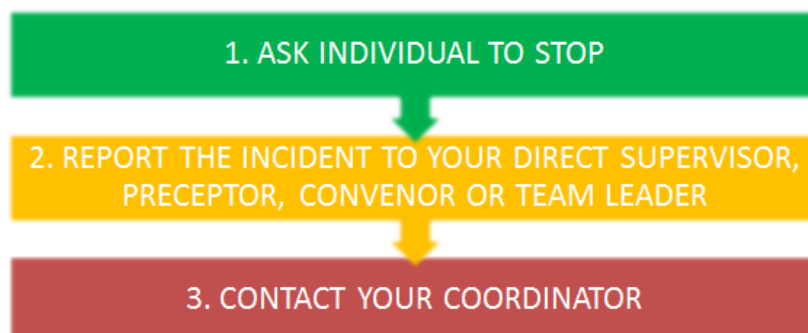 1. ASK INDIVIDUAL TO STOP
2. REPORT THE INCIDENT TO YOUR DIRECT SUPERVISOR,
PRECEPTOR, CONVENOR OR TEAM LEADER
3. CONTACT YOUR COORDINATOR